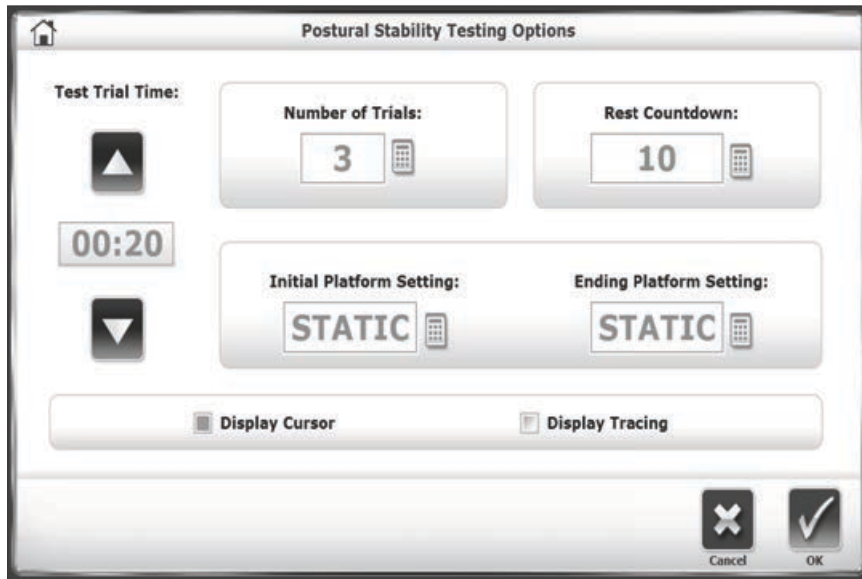 Postural Stability Testing Options
Test Trial Time:
Number of Trials:
Rest Countdown:
3
10
00:20
Initial Platform Setting:
Ending Platform Setting:
STATIC
STATIC
Display Cursor
Display Tracing
Cancel
OK